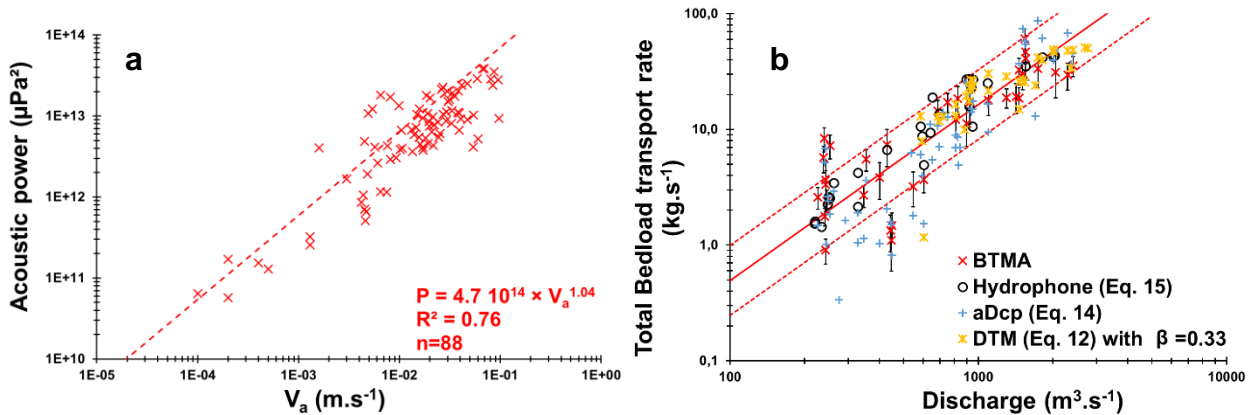 a
Acoustic power (µPa²)
1E+14
1E+13
1E+12
1E+11
1E+10
1E-05 1E-04 1E-03 1E-02 1E-01 1E+00
Va (m.s-1)
P = 4.7 10^14 × Va^1.04
R² = 0.76
n=88
b
Total Bedload transport rate
(kg.s-1)
100,0
10,0
1,0
0,1
100 1000 10000
Discharge (m³.s-1)
BTMA
Hydrophone (Eq. 15)
aDcp (Eq. 14)
DTM (Eq. 12) with β =0.33